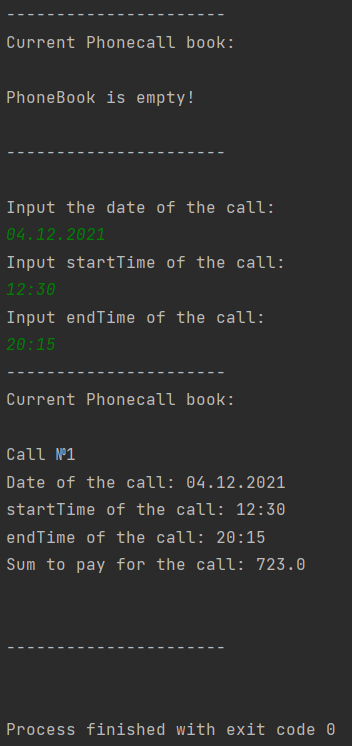 ----------------------
Current Phonecall book:
PhoneBook is empty!
----------------------
Input the date of the call:
04.12.2021
Input startTime of the call:
12:30
Input endTime of the call:
20:15
----------------------
Current Phonecall book:
Call №1
Date of the call: 04.12.2021
startTime of the call: 12:30
endTime of the call: 20:15
Sum to pay for the call: 723.0
----------------------
Process finished with exit code 0